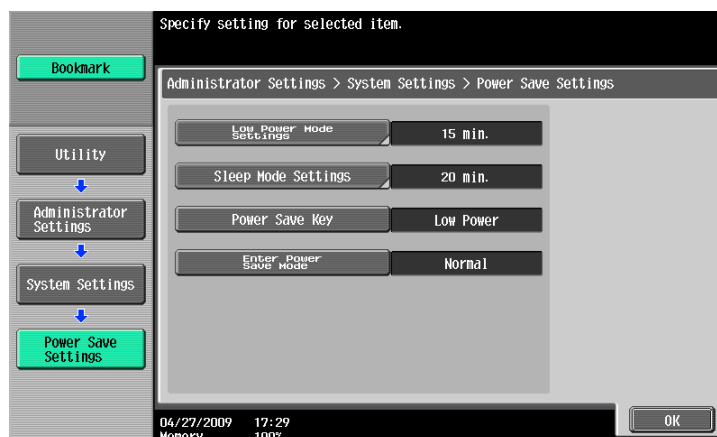 Specify setting for selected item.
Bookmark
Administrator Settings > System Settings > Power Save Settings
Low Power Mode
Settings
15 min.
Utility
Sleep Mode Settings
20 min.
Administrator
Settings
Power Save Key
Low Power
Enter Power
Save Mode
Normal
System Settings
Power Save
Settings
04/27/2009 17:29
Memory 100%
OK